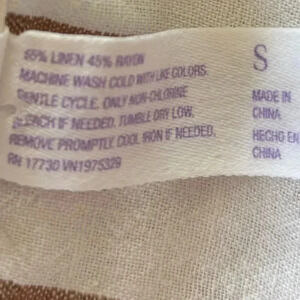 55% LINEN 45% RAYON
MACHINE WASH COLD WITH LIKE COLORS.
GENTLE CYCLE. ONLY NON-CHLORINE
BLEACH IF NEEDED. TUMBLE DRY LOW.
REMOVE PROMPTLY. COOL IRON IF NEEDED.
RN 17730 VN1975329
S
MADE IN
CHINA
HECHO EN
CHINA